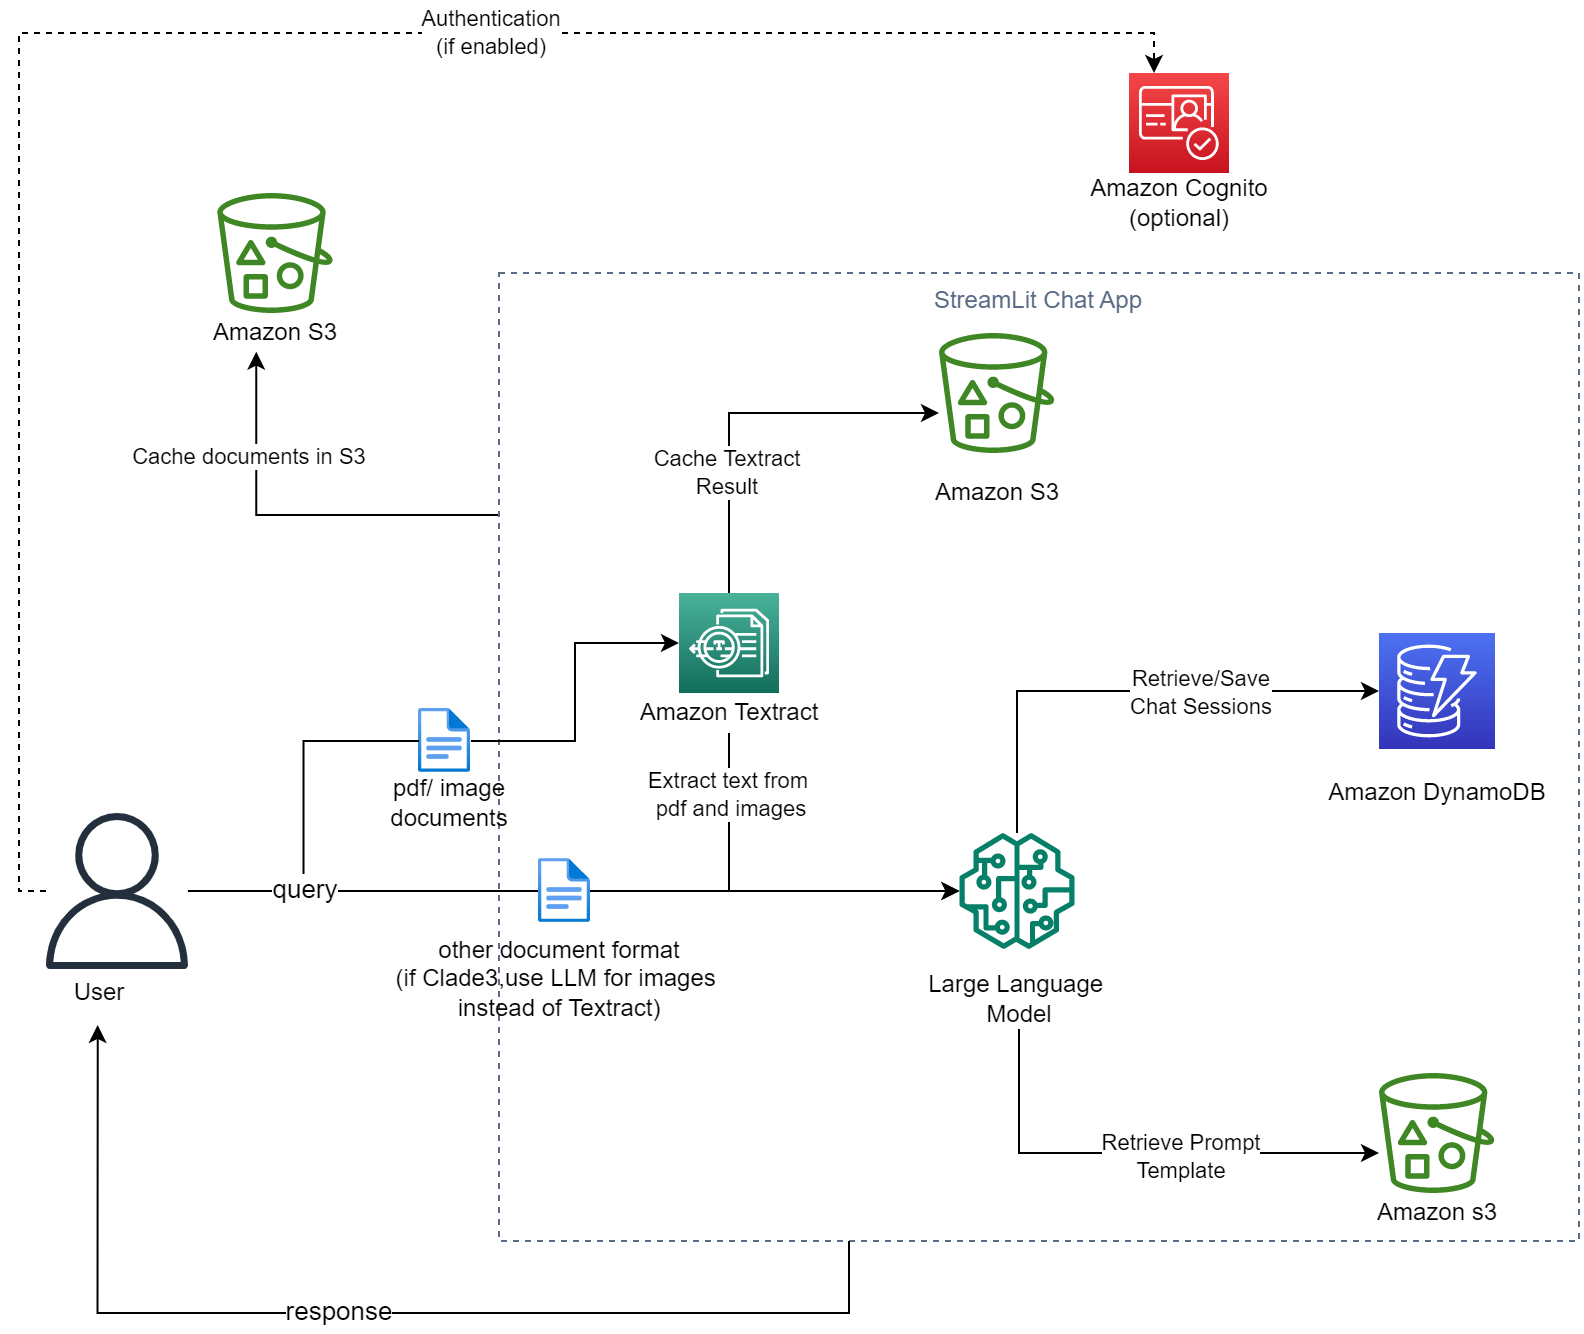 Authentication
(if enabled)
Amazon Cognito
(optional)
Amazon S3
StreamLit Chat App
Cache documents in S3
Cache Textract
Result
Amazon S3
Amazon Textract
Retrieve/Save
Chat Sessions
Amazon DynamoDB
pdf/ image
documents
Extract text from
pdf and images
query
other document format
(if Clade3,use LLM for images
instead of Textract)
User
Large Language
Model
Retrieve Prompt
Template
Amazon s3
response